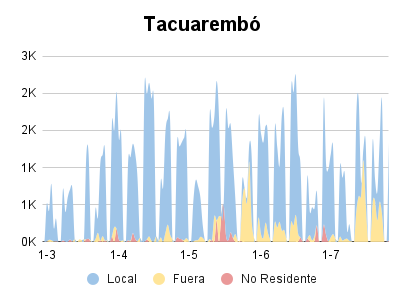 Tacuarembó
3K
2K
2K
1K
1K
0K
1-3 1-4 1-5 1-6 1-7
Local Fuera No Residente